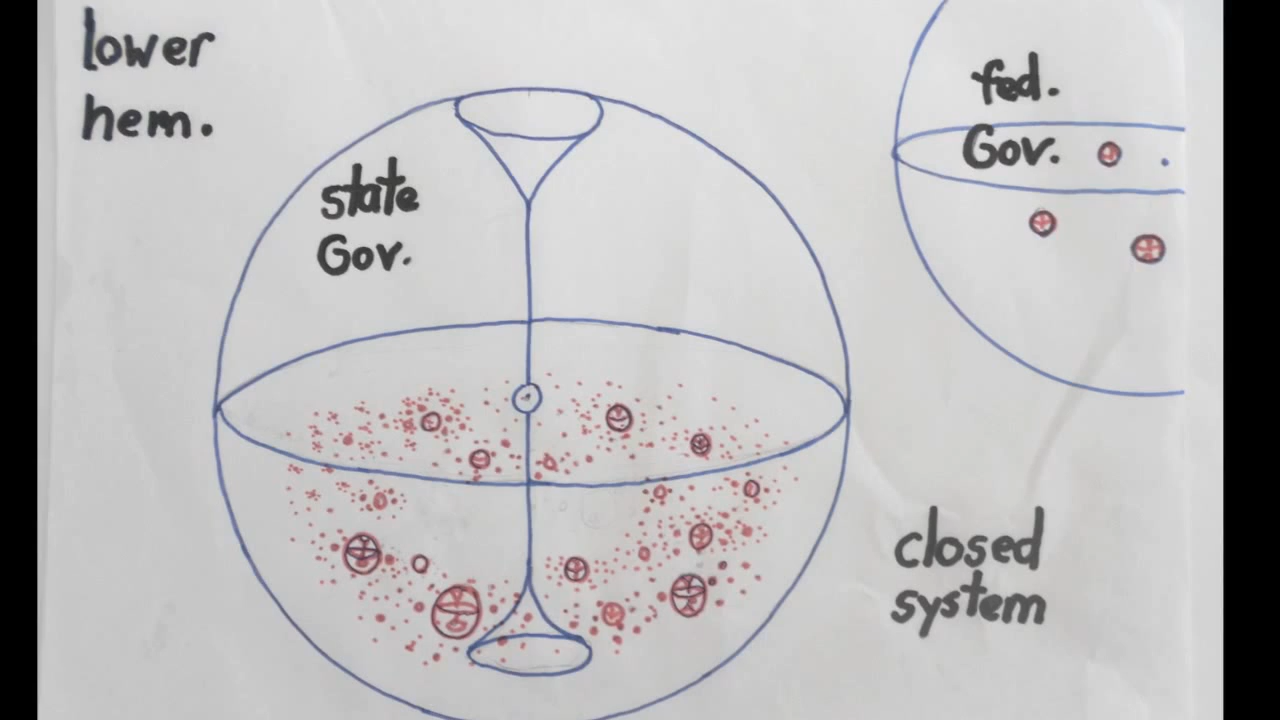 lower
hem.
state
Gov.
fed.
Gov.
closed
system